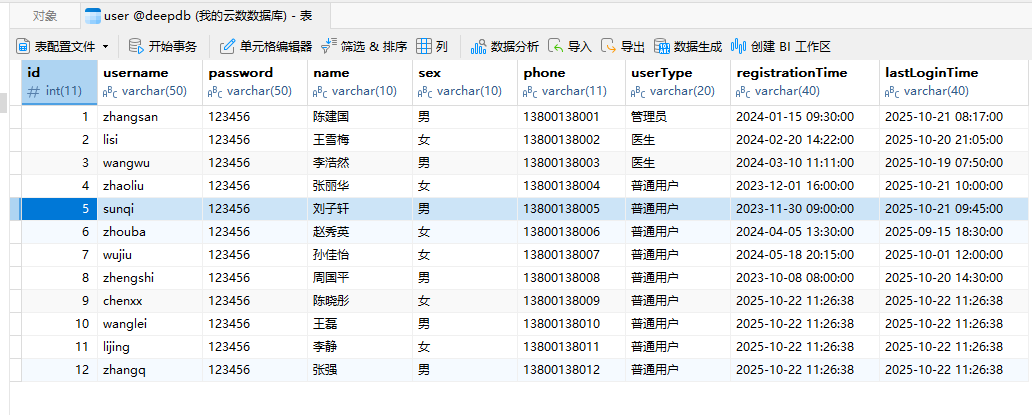 对象 user @deepdb (我的云数数据库) - 表
表配置文件 开始事务 单元格编辑器 筛选 & 排序 列 数据分析 导入 导出 数据生成 创建 BI 工作区
id username password name sex phone userType registrationTime lastLoginTime
# int(11) ABC varchar(50) ABC varchar(50) ABC varchar(10) ABC varchar(10) ABC varchar(11) ABC varchar(20) ABC varchar(40) ABC varchar(40)
1 zhangsan 123456 陈建国 男 13800138001 管理员 2024-01-15 09:30:00 2025-10-21 08:17:00
2 lisi 123456 王雪梅 女 13800138002 医生 2024-02-20 14:22:00 2025-10-20 21:05:00
3 wangwu 123456 李浩然 男 13800138003 医生 2024-03-10 11:11:00 2025-10-19 07:50:00
4 zhaoliu 123456 张丽华 女 13800138004 普通用户 2023-12-01 16:00:00 2025-10-21 10:00:00
5 sunqi 123456 刘子轩 男 13800138005 普通用户 2023-11-30 09:00:00 2025-10-21 09:45:00
6 zhouba 123456 赵秀英 女 13800138006 普通用户 2024-04-05 13:30:00 2025-09-15 18:30:00
7 wujiu 123456 孙佳怡 女 13800138007 普通用户 2024-05-18 20:15:00 2025-10-01 12:00:00
8 zhengshi 123456 周国平 男 13800138008 普通用户 2023-10-08 08:00:00 2025-10-20 14:30:00
9 chenxx 123456 陈晓彤 女 13800138009 普通用户 2025-10-22 11:26:38 2025-10-22 11:26:38
10 wanglei 123456 王磊 男 13800138010 普通用户 2025-10-22 11:26:38 2025-10-22 11:26:38
11 lijing 123456 李静 女 13800138011 普通用户 2025-10-22 11:26:38 2025-10-22 11:26:38
12 zhangq 123456 张强 男 13800138012 普通用户 2025-10-22 11:26:38 2025-10-22 11:26:38